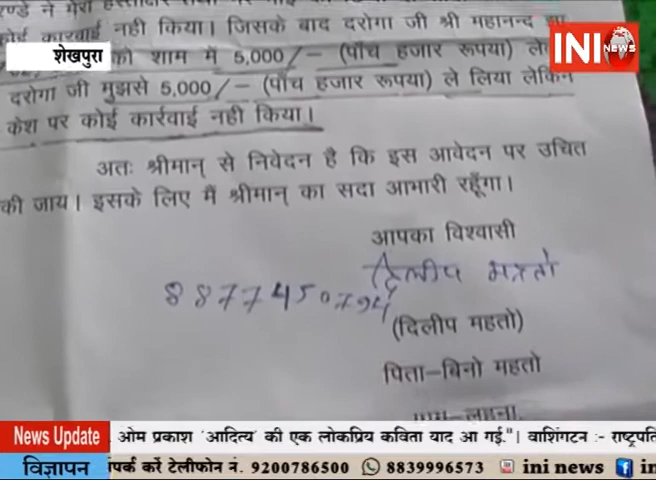 ने मेरा
कोई कारवाई नही किया। जिसके बाद दरोगा जी श्री महानन्द
शेखपुरा
को शाम में 5,000/– (पाँच हजार रूपया)
INI NEWS
दरोगा जी मुझसे 5,000/– (पाँच हजार रूपया) ले लिया लेकिन
केश पर कोई कार्रवाई नही किया।
अतः श्रीमान् से निवेदन है कि इस आवेदन पर उचित
की जाय। इसके लिए मैं श्रीमान् का सदा आभारी रहूँगा।
आपका विश्वासी
दिलीप महतो
8877450794
(दिलीप महतो)
पिता–बिनो महतो
ग्राम–लहना,
News Update
ओम प्रकाश 'आदित्य' की एक लोकप्रिय कविता याद आ गई."। वाशिंगटन :- राष्ट्रपति
विज्ञापन
पर्क करें टेलीफोन नं. 9200786500 8839996573 ini news in